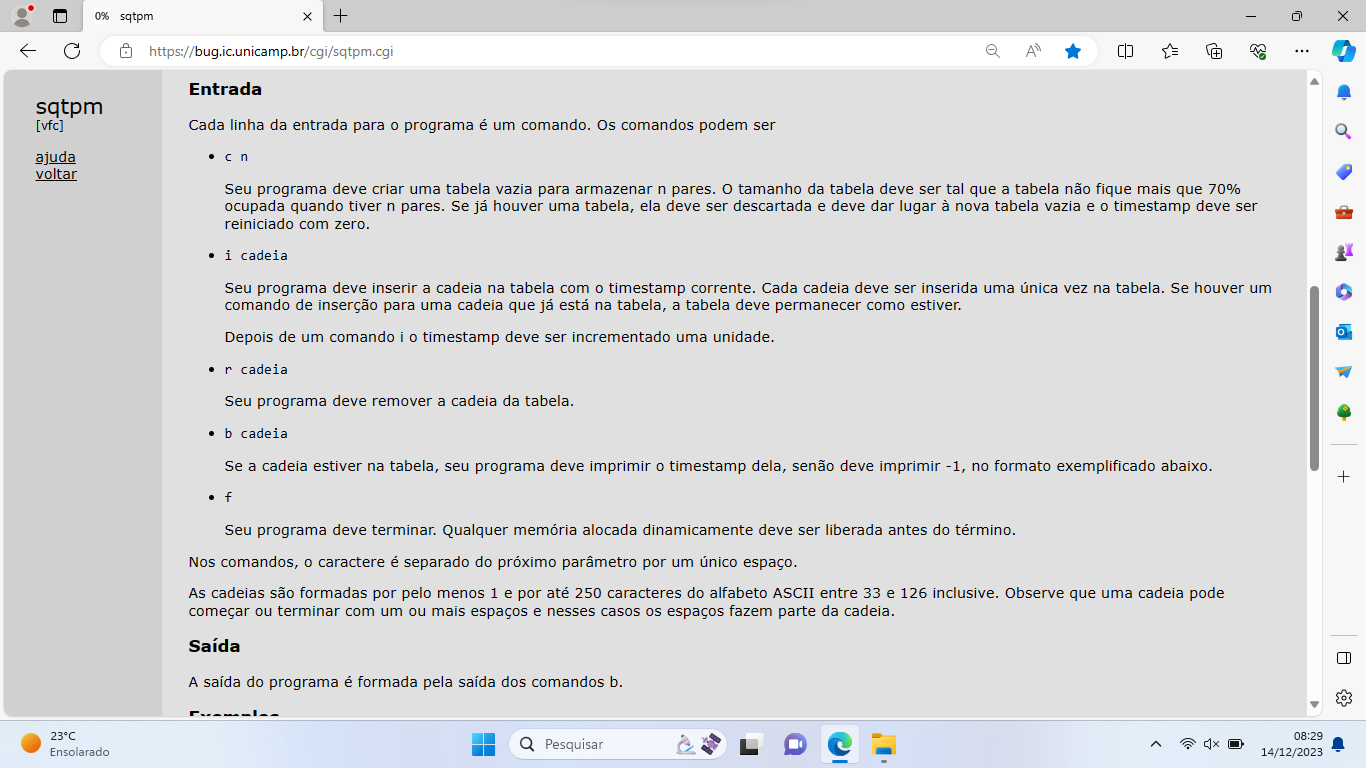 0% sqtpm
https://bug.ic.unicamp.br/cgi/sqtpm.cgi
sqtpm
[vfc]
ajuda
voltar
Entrada
Cada linha da entrada para o programa é um comando. Os comandos podem ser
• c n
Seu programa deve criar uma tabela vazia para armazenar n pares. O tamanho da tabela deve ser tal que a tabela não fique mais que 70%
ocupada quando tiver n pares. Se já houver uma tabela, ela deve ser descartada e deve dar lugar à nova tabela vazia e o timestamp deve ser
reiniciado com zero.
• i cadeia
Seu programa deve inserir a cadeia na tabela com o timestamp corrente. Cada cadeia deve ser inserida uma única vez na tabela. Se houver um
comando de inserção para uma cadeia que já está na tabela, a tabela deve permanecer como estiver.
Depois de um comando i o timestamp deve ser incrementado uma unidade.
• r cadeia
Seu programa deve remover a cadeia da tabela.
• b cadeia
Se a cadeia estiver na tabela, seu programa deve imprimir o timestamp dela, senão deve imprimir -1, no formato exemplificado abaixo.
• f
Seu programa deve terminar. Qualquer memória alocada dinamicamente deve ser liberada antes do término.
Nos comandos, o caractere é separado do próximo parâmetro por um único espaço.
As cadeias são formadas por pelo menos 1 e por até 250 caracteres do alfabeto ASCII entre 33 e 126 inclusive. Observe que uma cadeia pode
começar ou terminar com um ou mais espaços e nesses casos os espaços fazem parte da cadeia.
Saída
A saída do programa é formada pela saída dos comandos b.
Exemplos
23°C
Ensolarado
Pesquisar
08:29
14/12/2023